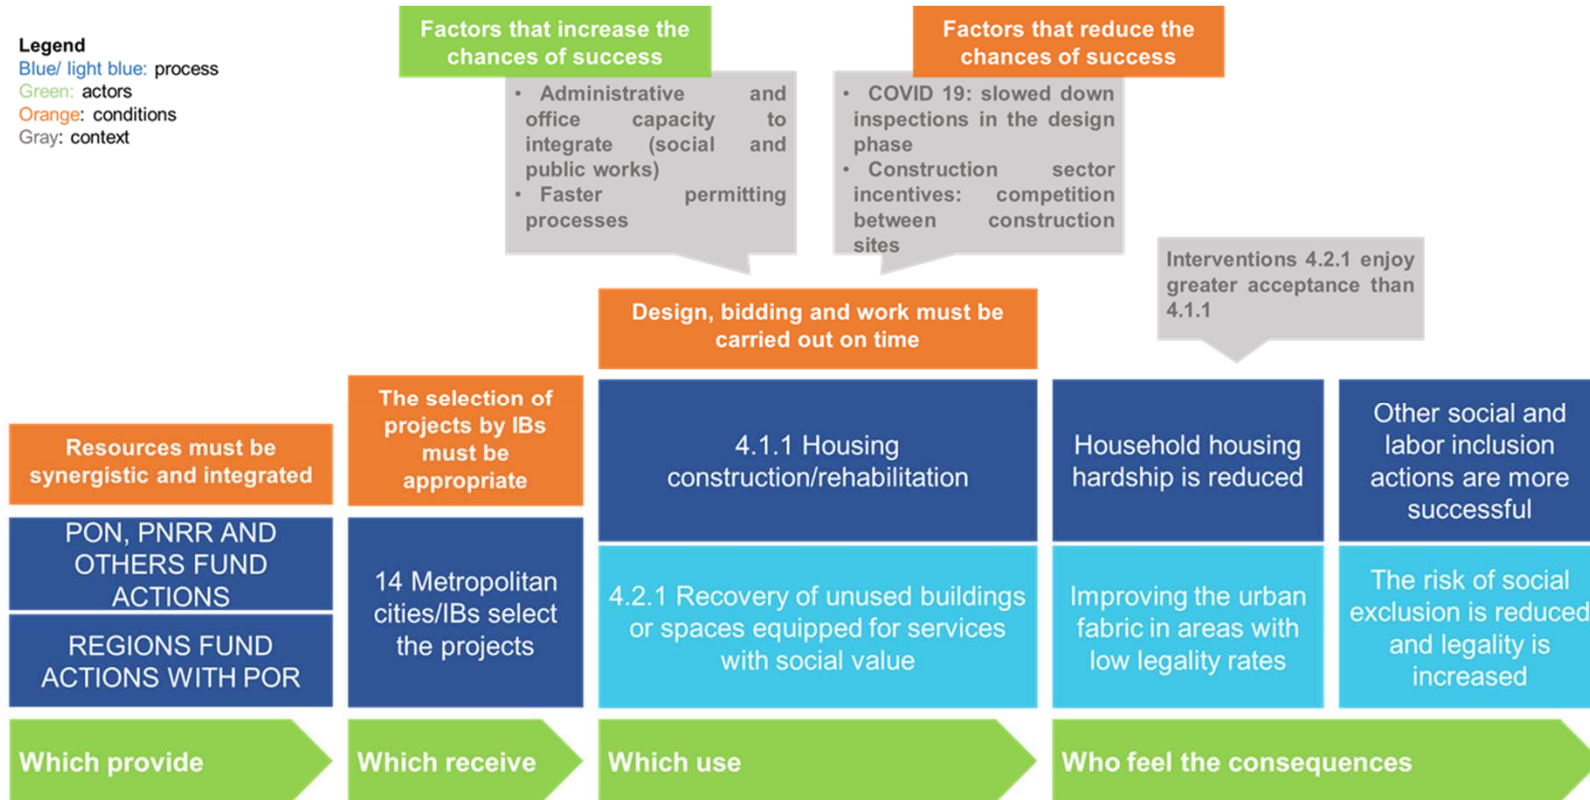 Legend
Blue/ light blue: process
Green: actors
Orange: conditions
Gray: context
Factors that increase the
chances of success
• Administrative and
office capacity to
integrate (social and
public works)
• Faster permitting
processes
Factors that reduce the
chances of success
• COVID 19: slowed down
inspections in the design
phase
• Construction sector
incentives: competition
between construction
sites
Interventions 4.2.1 enjoy
greater acceptance than
4.1.1
Resources must be
synergistic and integrated
PON, PNRR AND
OTHERS FUND
ACTIONS
REGIONS FUND
ACTIONS WITH POR
Which provide
The selection of
projects by IBs
must be
appropriate
14 Metropolitan
cities/IBs select
the projects
Which receive
Design, bidding and work must be
carried out on time
4.1.1 Housing
construction/rehabilitation
4.2.1 Recovery of unused buildings
or spaces equipped for services
with social value
Which use
Household housing
hardship is reduced
Improving the urban
fabric in areas with
low legality rates
Other social and
labor inclusion
actions are more
successful
The risk of social
exclusion is reduced
and legality is
increased
Who feel the consequences